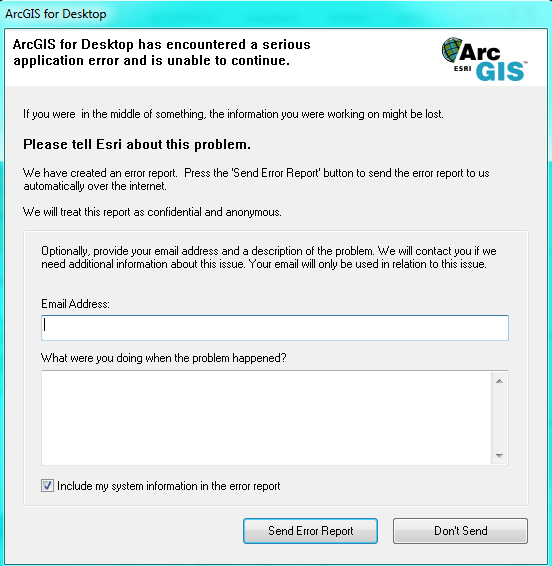 ArcGIS for Desktop
ArcGIS for Desktop has encountered a serious
application error and is unable to continue.
Arc
ESRI GIS™
If you were in the middle of something, the information you were working on might be lost.
Please tell Esri about this problem.
We have created an error report. Press the 'Send Error Report' button to send the error report to us
automatically over the internet.
We will treat this report as confidential and anonymous.
Optionally, provide your email address and a description of the problem. We will contact you if we
need additional information about this issue. Your email will only be used in relation to this issue.
Email Address:
What were you doing when the problem happened?
Include my system information in the error report
Send Error Report
Don't Send